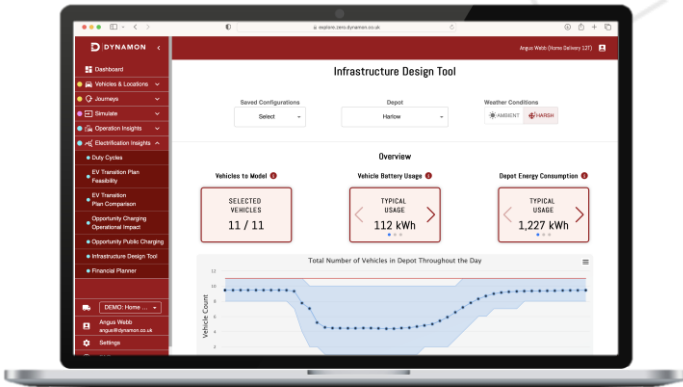 explore.zero.dynamon.co.uk
DYNAMON
Angus Webb (Home Delivery 12T)
Dashboard
Vehicles & Locations
Journeys
Simulate
Operation Insights
Electrification Insights
Duty Cycles
EV Transition Plan
Feasibility
EV Transition
Plan Comparison
Opportunity Charging
Operational Impact
Opportunity Public Charging
Infrastructure Design Tool
Financial Planner
DEMO: Home ...
Angus Webb
angus@dynamon.co.uk
Settings
Infrastructure Design Tool
Saved Configurations
Select
Depot
Harlow
Weather Conditions
AMBIENT
HARSH
Overview
Vehicles to Model
SELECTED
VEHICLES
11 / 11
Vehicle Battery Usage
TYPICAL
USAGE
112 kWh
Depot Energy Consumption
TYPICAL
USAGE
1,227 kWh
Total Number of Vehicles in Depot Throughout the Day
Vehicle Count
12
10
8
6
4
2